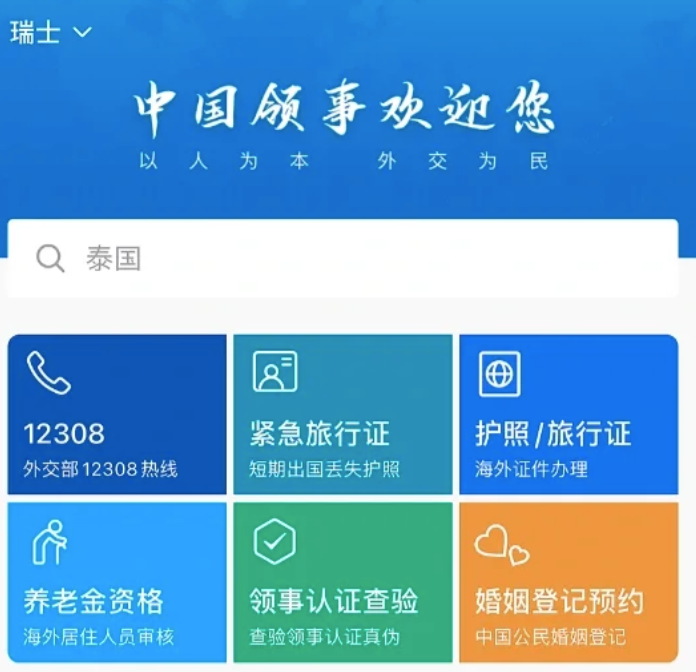 瑞士
中国领事欢迎您
以人为本 外交为民
泰国
12308
外交部12308热线
紧急旅行证
短期出国丢失护照
护照/旅行证
海外证件办理
养老金资格
海外居住人员审核
领事认证查验
查验领事认证真伪
婚姻登记预约
中国公民婚姻登记